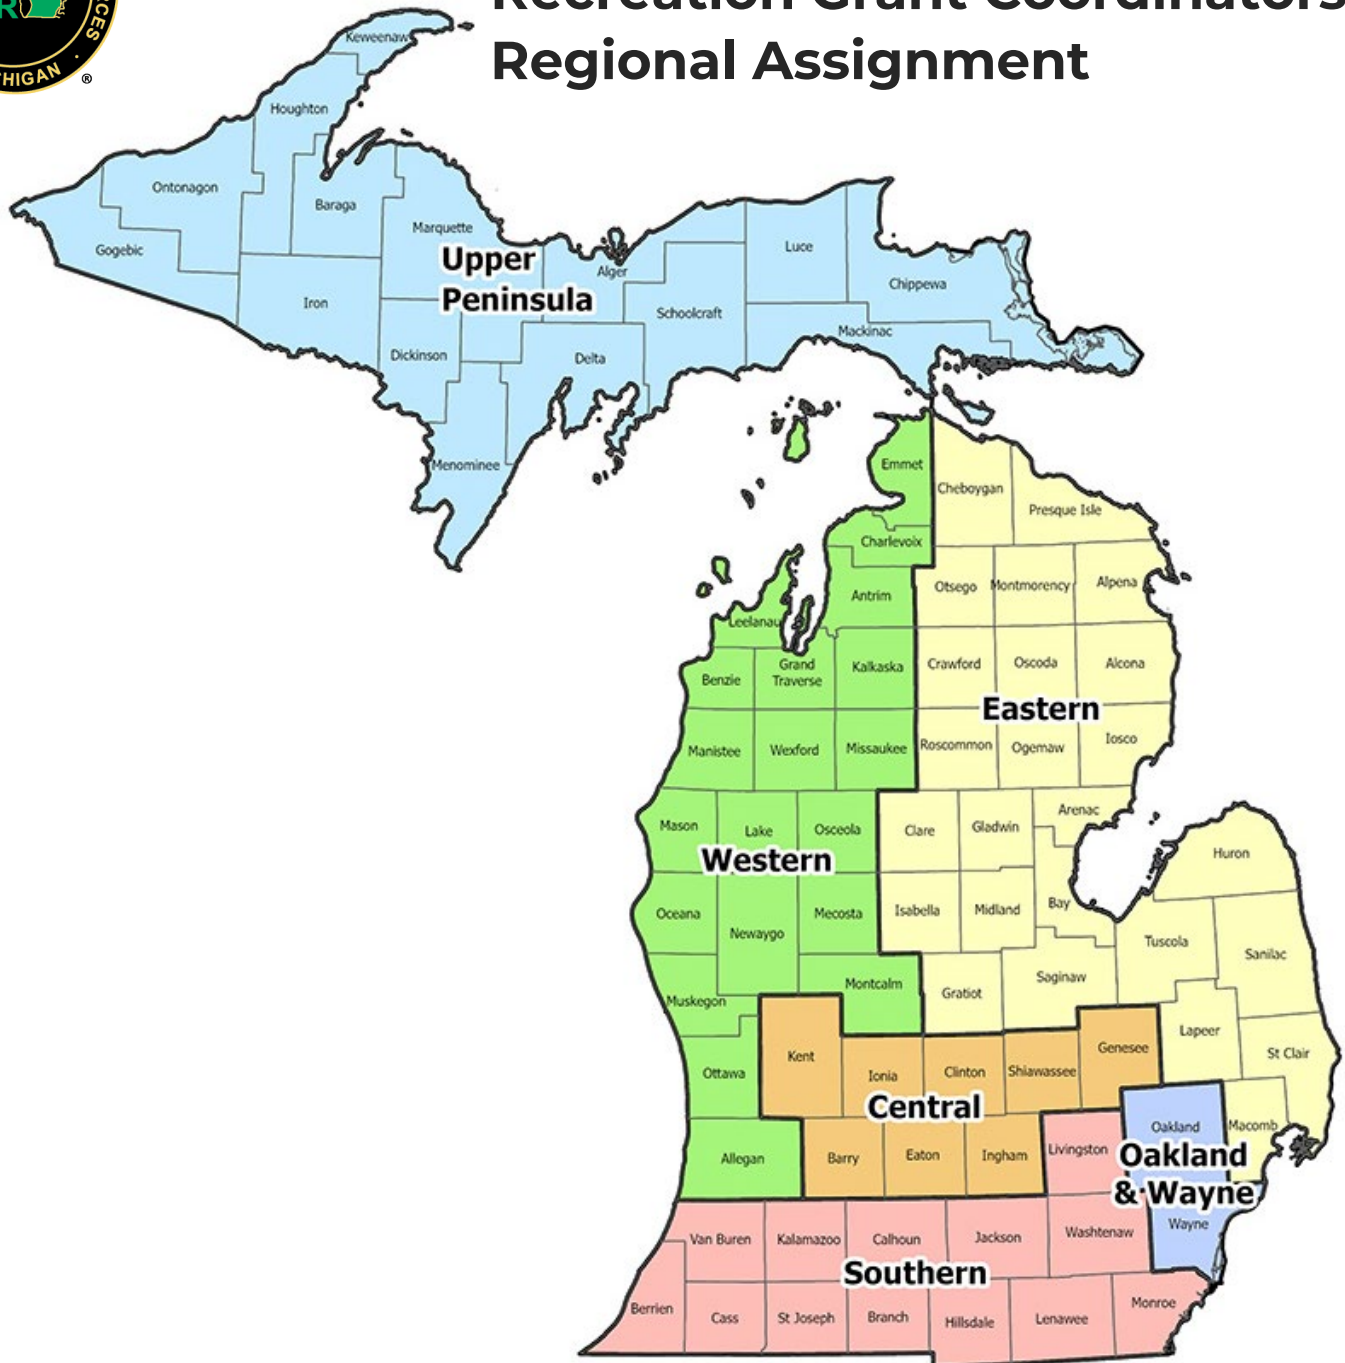 Recreation Grant Coordinators
Regional Assignment
R
CES
HIGAN
®
Keweenaw
Houghton
Ontonagon
Baraga
Gogebic
Marquette
Upper
Peninsula
Alger
Luce
Chippewa
Iron
Schoolcraft
Mackinac
Dickinson
Delta
Menominee
Emmet
Cheboygan
Presque Isle
Charlevoix
Antrim
Otsego
Montmorency
Alpena
Leelanau
Benzie
Grand
Traverse
Kalkaska
Crawford
Oscoda
Alcona
Eastern
Manistee
Wexford
Missaukee
Roscommon
Ogemaw
Iosco
Mason
Lake
Osceola
Clare
Gladwin
Arenac
Western
Huron
Oceana
Newaygo
Mecosta
Isabella
Midland
Bay
Tuscola
Sanilac
Muskegon
Montcalm
Gratiot
Saginaw
Lapeer
St Clair
Kent
Ottawa
Ionia
Clinton
Shiawassee
Genesee
Central
Allegan
Barry
Eaton
Ingham
Livingston
Oakland
Macomb
Oakland
& Wayne
Wayne
Van Buren
Kalamazoo
Calhoun
Jackson
Washtenaw
Southern
Berrien
Cass
St Joseph
Branch
Hillsdale
Lenawee
Monroe